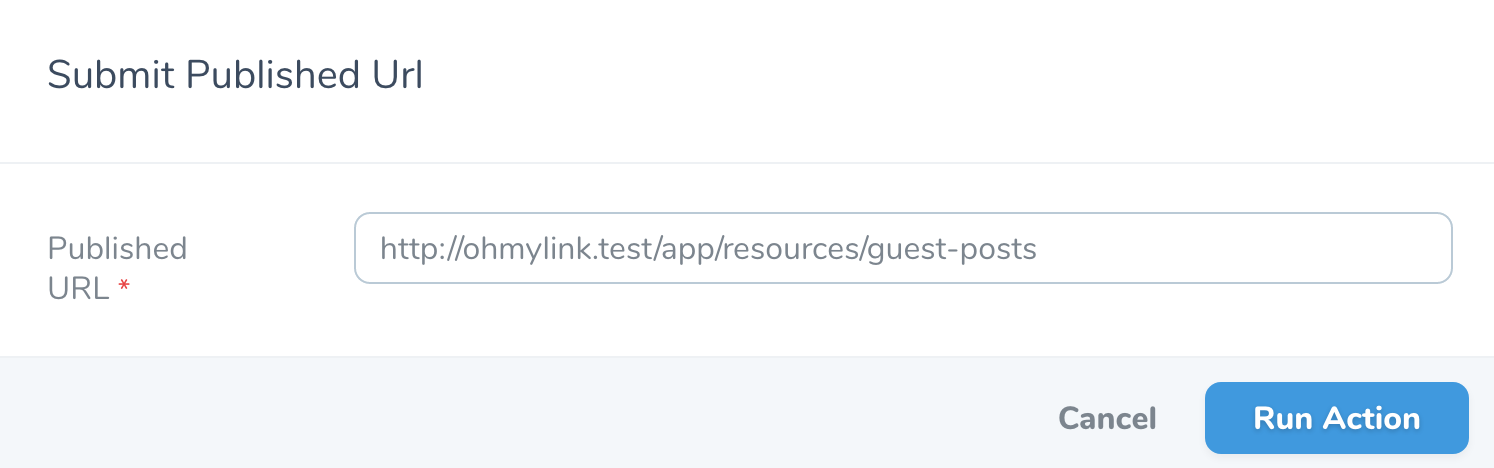 Submit Published Url
Published
URL *
http://ohmylink.test/app/resources/guest-posts
Cancel
Run Action